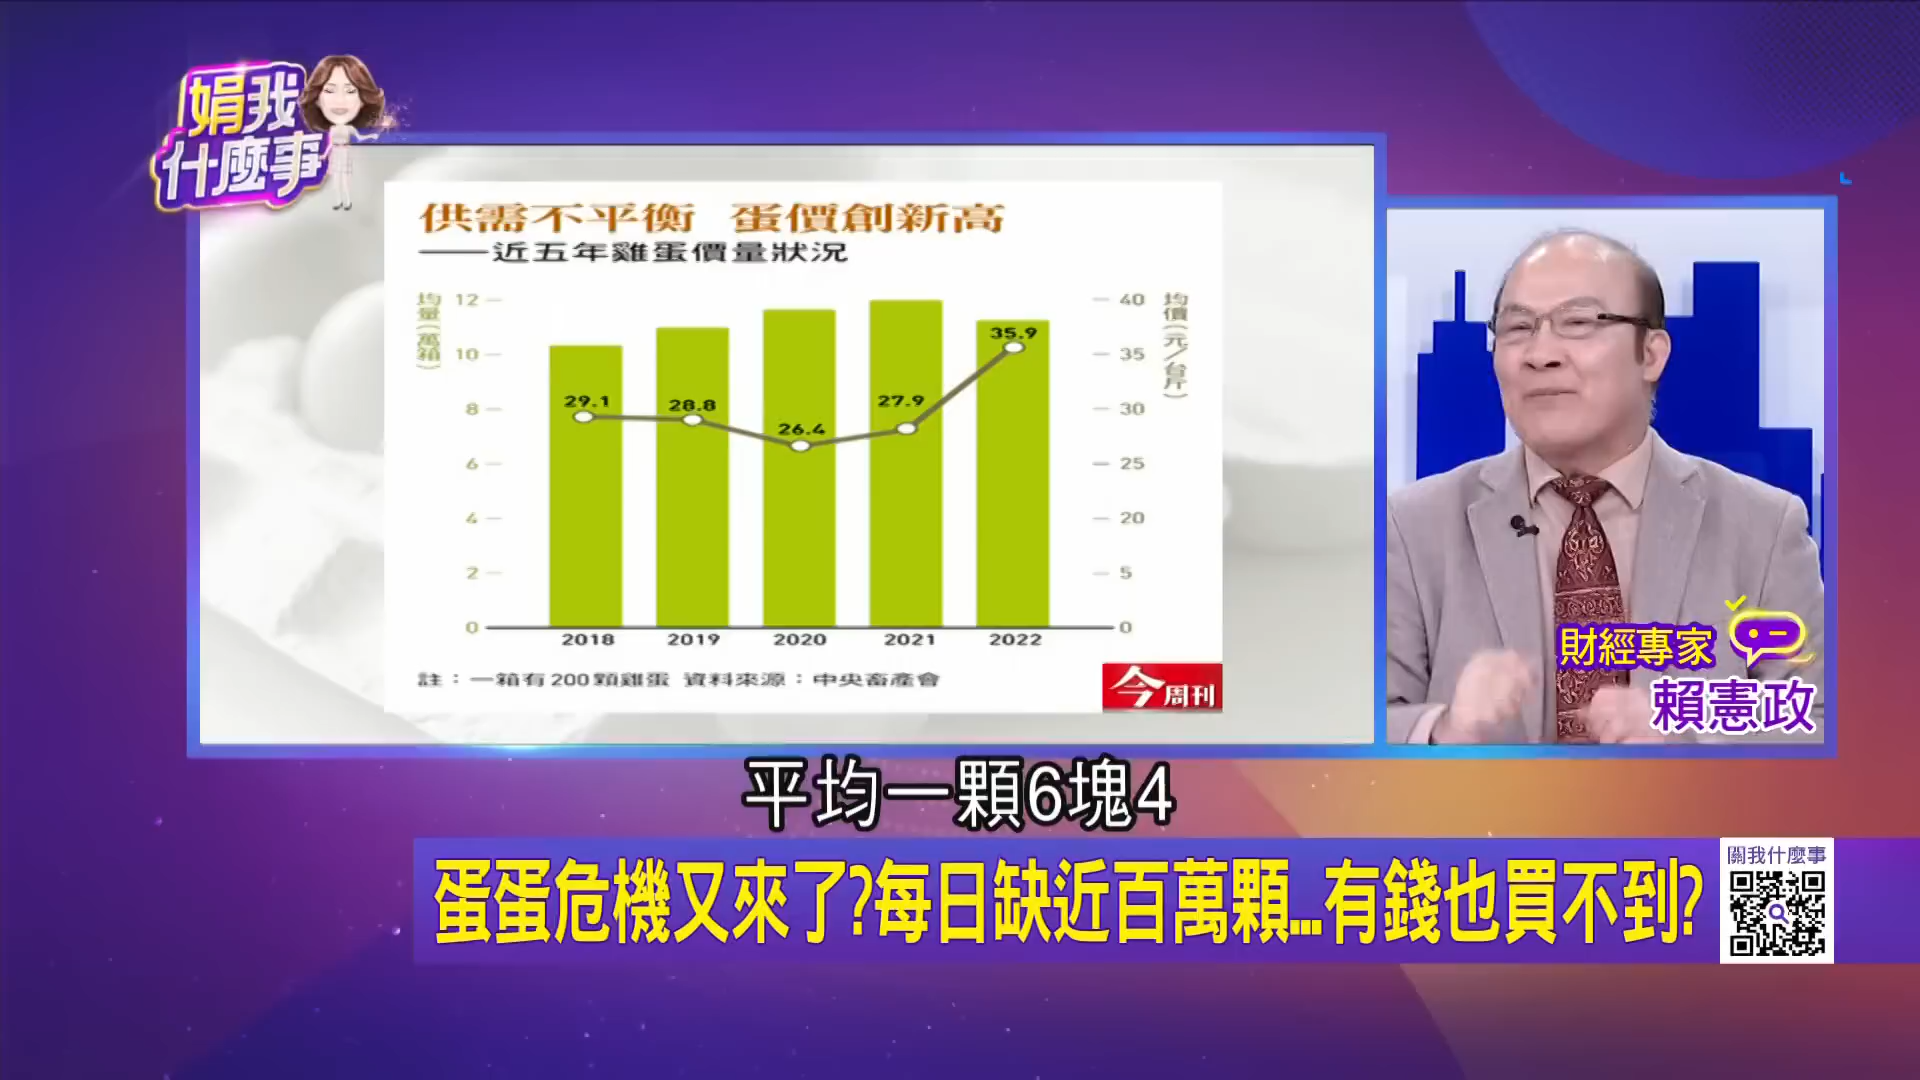 娟我
什麼事
供需不平衡 蛋價創新高
──近五年雞蛋價量狀況
均量(萬箱)
12
10
8
6
4
2
0
29.1
28.8
26.4
27.9
35.9
40
35
30
25
20
5
0
均價(元/台斤)
2018 2019 2020 2021 2022
註：一箱有200顆雞蛋 資料來源：中央畜產會
今周刊
財經專家
賴憲政
平均一顆6塊4
蛋蛋危機又來了?每日缺近百萬顆...有錢也買不到?
關我什麼事